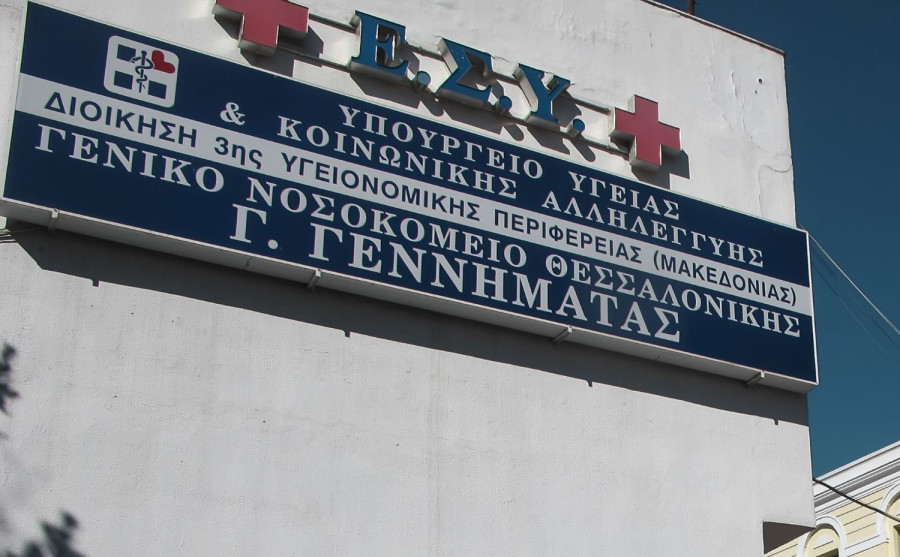 Ε.Σ.Υ.
ΥΠΟΥΡΓΕΙΟ ΥΓΕΙΑΣ
& ΚΟΙΝΩΝΙΚΗΣ ΑΛΛΗΛΕΓΓΥΗΣ
ΔΙΟΙΚΗΣΗ 3ης ΥΓΕΙΟΝΟΜΙΚΗΣ ΠΕΡΙΦΕΡΕΙΑΣ (ΜΑΚΕΔΟΝΙΑΣ)
ΓΕΝΙΚΟ ΝΟΣΟΚΟΜΕΙΟ ΘΕΣΣΑΛΟΝΙΚΗΣ
Γ. ΓΕΝΝΗΜΑΤΑΣ